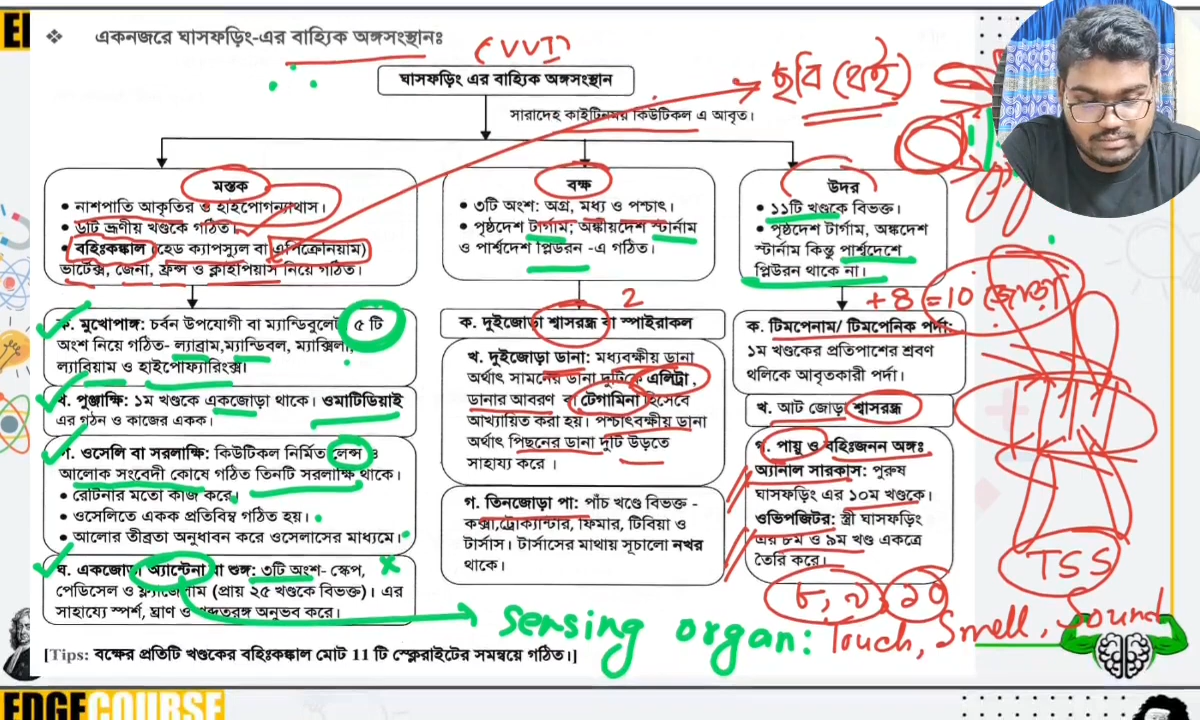 EI
❖ একনজরে ঘাসফড়িং-এর বাহ্যিক অঙ্গসংস্থানঃ
(VVI)
ঘাসফড়িং এর বাহ্যিক অঙ্গসংস্থান
ছবি (বই)
সারাদেহ কাইটিনময় কিউটিকল এ আবৃত।
মস্তক
• নাশপাতি আকৃতির ও হাইপোগন্যাথাস।
• ৬টি ভ্রূণীয় খণ্ডকে গঠিত।
• বহিঃকঙ্কাল (হেড ক্যাপস্যুল বা এপিক্রেনিয়াম)
ভার্টেক্স, জেনা, ফ্রন্স ও ক্লাইপিয়াস নিয়ে গঠিত।
ক. মুখোপাঙ্গ: চর্বন উপযোগী বা ম্যান্ডিবুলেট ৫ টি
অংশ নিয়ে গঠিত- ল্যাব্রাম,ম্যান্ডিবল, ম্যাক্সিলা,
ল্যাবিয়াম ও হাইপোফ্যারিংক্স।
খ. পুঞ্জাক্ষি: ১ম খণ্ডকে একজোড়া থাকে। ওমাটিডিয়াই
এর গঠন ও কাজের একক।
গ. ওসেলি বা সরলাক্ষি: কিউটিকল নির্মিত লেন্স ও
আলোক সংবেদী কোষে গঠিত তিনটি সরলাক্ষি থাকে।
• রেটিনার মতো কাজ করে।
• ওসেলিতে একক প্রতিবিম্ব গঠিত হয়।
• আলোর তীব্রতা অনুধাবন করে ওসেলাসের মাধ্যমে।
ঘ. একজোড়া অ্যান্টেনা বা শুঙ্গ: ৩টি অংশ- স্কেপ,
পেডিসেল ও ফ্ল্যাজেলাম (প্রায় ২৫ খণ্ডকে বিভক্ত)। এর
সাহায্যে স্পর্শ, ঘ্রাণ ও শব্দতরঙ্গ অনুভব করে।
বক্ষ
• ৩টি অংশ: অগ্র, মধ্য ও পশ্চাৎ।
• পৃষ্ঠদেশ টার্গাম; অঙ্কীয়দেশ স্টার্নাম
ও পার্শ্বদেশ প্লিউরন -এ গঠিত।
2
ক. দুইজোড়া শ্বাসরন্ধ্র বা স্পাইরাকল
খ. দুইজোড়া ডানা: মধ্যবক্ষীয় ডানা
অর্থাৎ সামনের ডানা দুটিকে এলিট্রা,
ডানার আবরণ বা টেগমিনা হিসেবে
আখ্যায়িত করা হয়। পশ্চাৎবক্ষীয় ডানা
অর্থাৎ পিছনের ডানা দুটি উড়তে
সাহায্য করে ।
গ. তিনজোড়া পা: পাঁচ খণ্ডে বিভক্ত -
কক্সা,ট্রোক্যান্টার, ফিমার, টিবিয়া ও
টার্সাস। টার্সাসের মাথায় সূচালো নখর
থাকে।
উদর
• ১১টি খণ্ডকে বিভক্ত।
• পৃষ্ঠদেশ টার্গাম, অঙ্কদেশ
স্টার্নাম কিন্তু পার্শ্বদেশে
প্লিউরন থাকে না।
+8 = 10 জোড়া
ক. টিমপেনাম/ টিমপেনিক পর্দা:
১ম খণ্ডকের প্রতিপাশের শ্রবণ
থলিকে আবৃতকারী পর্দা।
খ. আট জোড় শ্বাসরন্ধ্র
গ. পায়ু ও বহিঃজনন অঙ্গঃ
অ্যানাল সারকাস: পুরুষ
ঘাসফড়িং এর ১০ম খণ্ডকে।
ওভিপজিটর: স্ত্রী ঘাসফড়িং
এর ৮ম ও ৯ম খণ্ড একত্রে
তৈরি করে।
TSS
৮, ৯, ১০
Sensing organ: Touch, Smell, Sound
[Tips: বক্ষের প্রতিটি খণ্ডকের বহিঃকঙ্কাল মোট 11 টি স্ক্লেরাইটের সমন্বয়ে গঠিত।]
EDGECOURSE